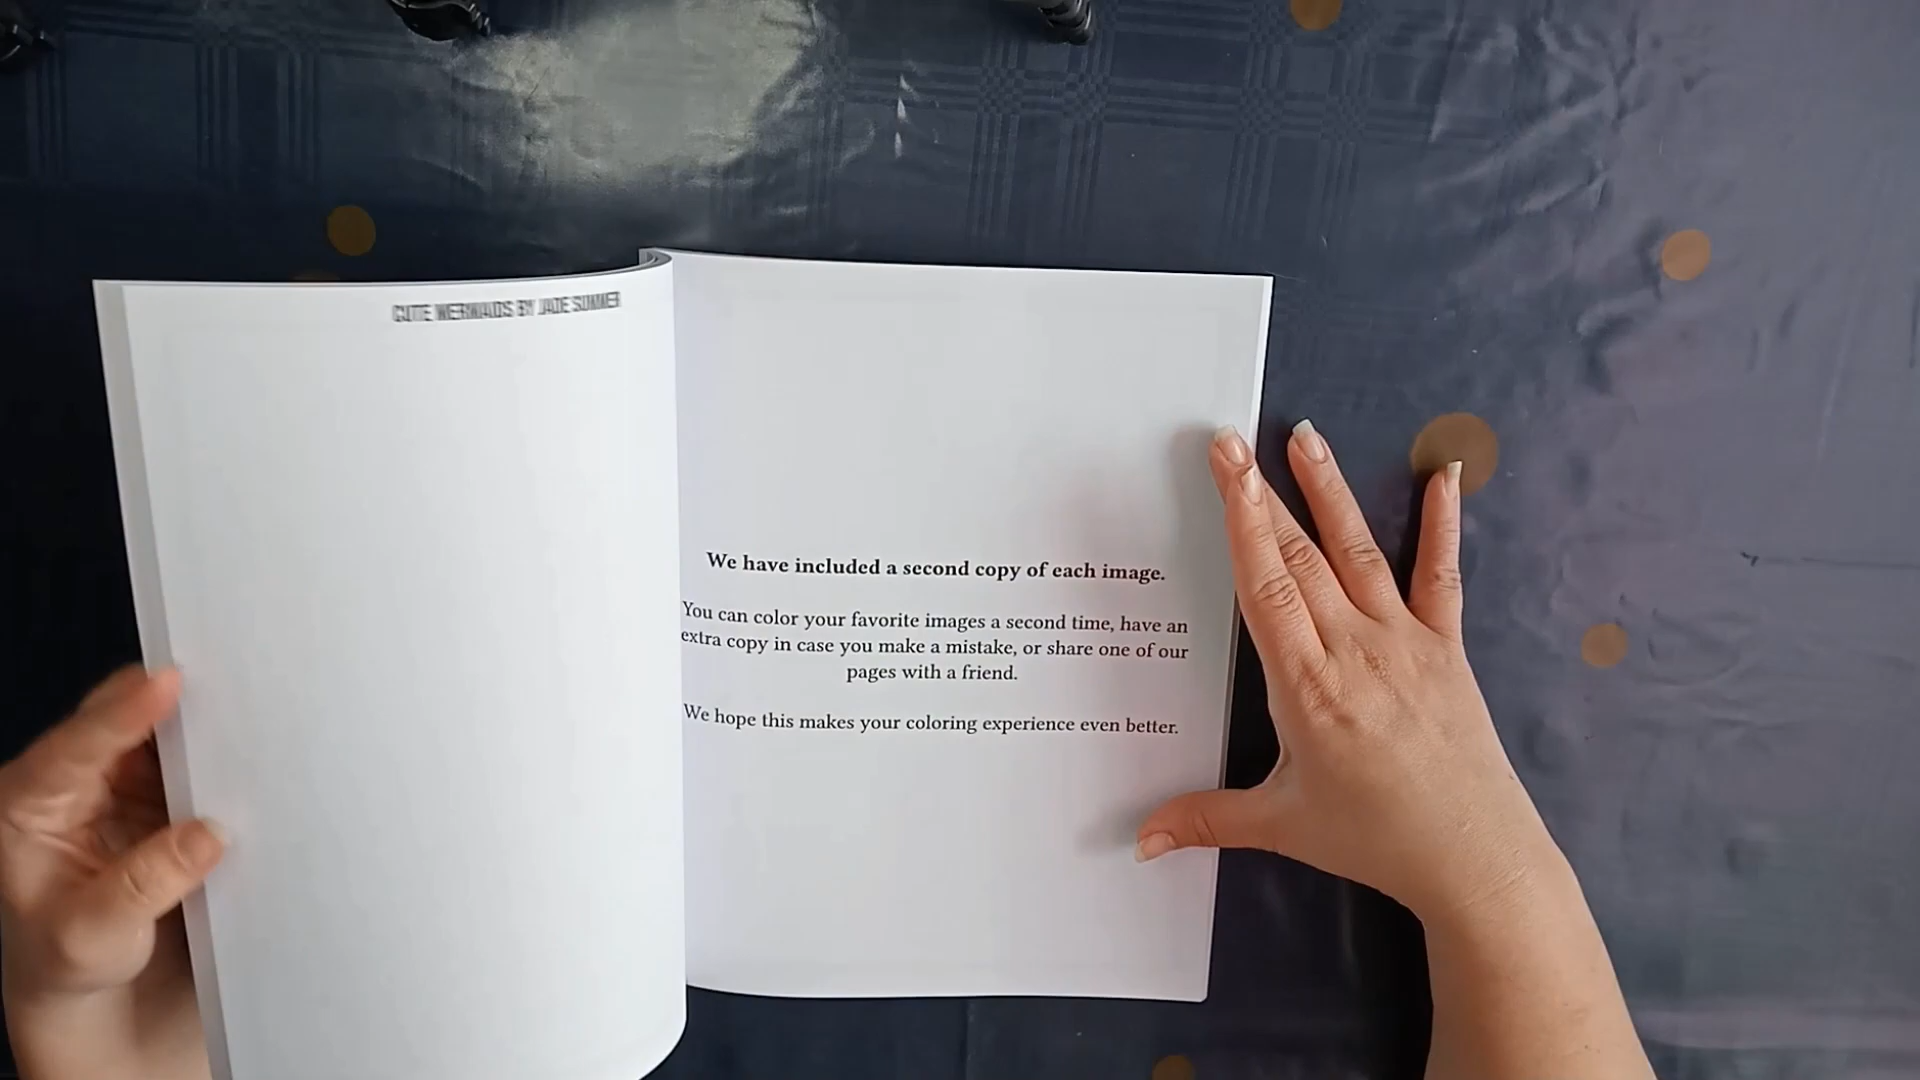 CUTE MERMAIDS BY JADE SUMMER
We have included a second copy of each image.
You can color your favorite images a second time, have an
extra copy in case you make a mistake, or share one of our
pages with a friend.
We hope this makes your coloring experience even better.